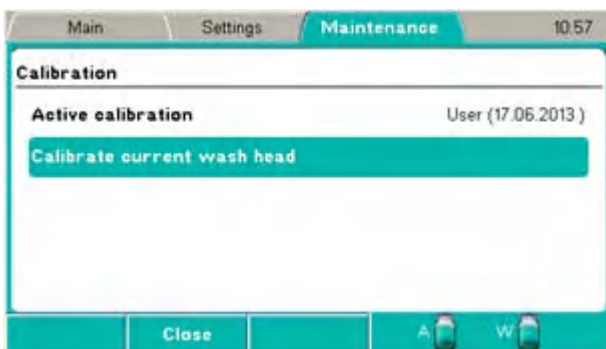 Main Settings Maintenance 10:57
Calibration
Active calibration User (17.06.2013 )
Calibrate current wash head
Close A W